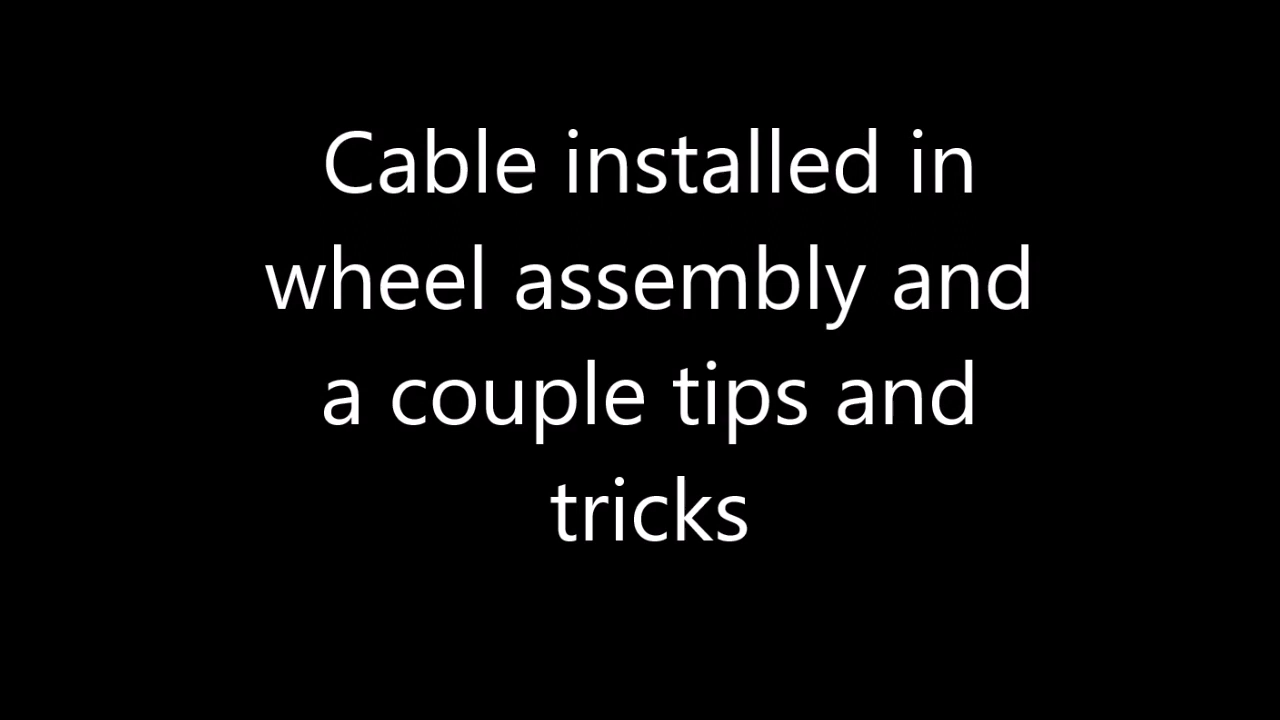 Cable installed in
wheel assembly and
a couple tips and
tricks